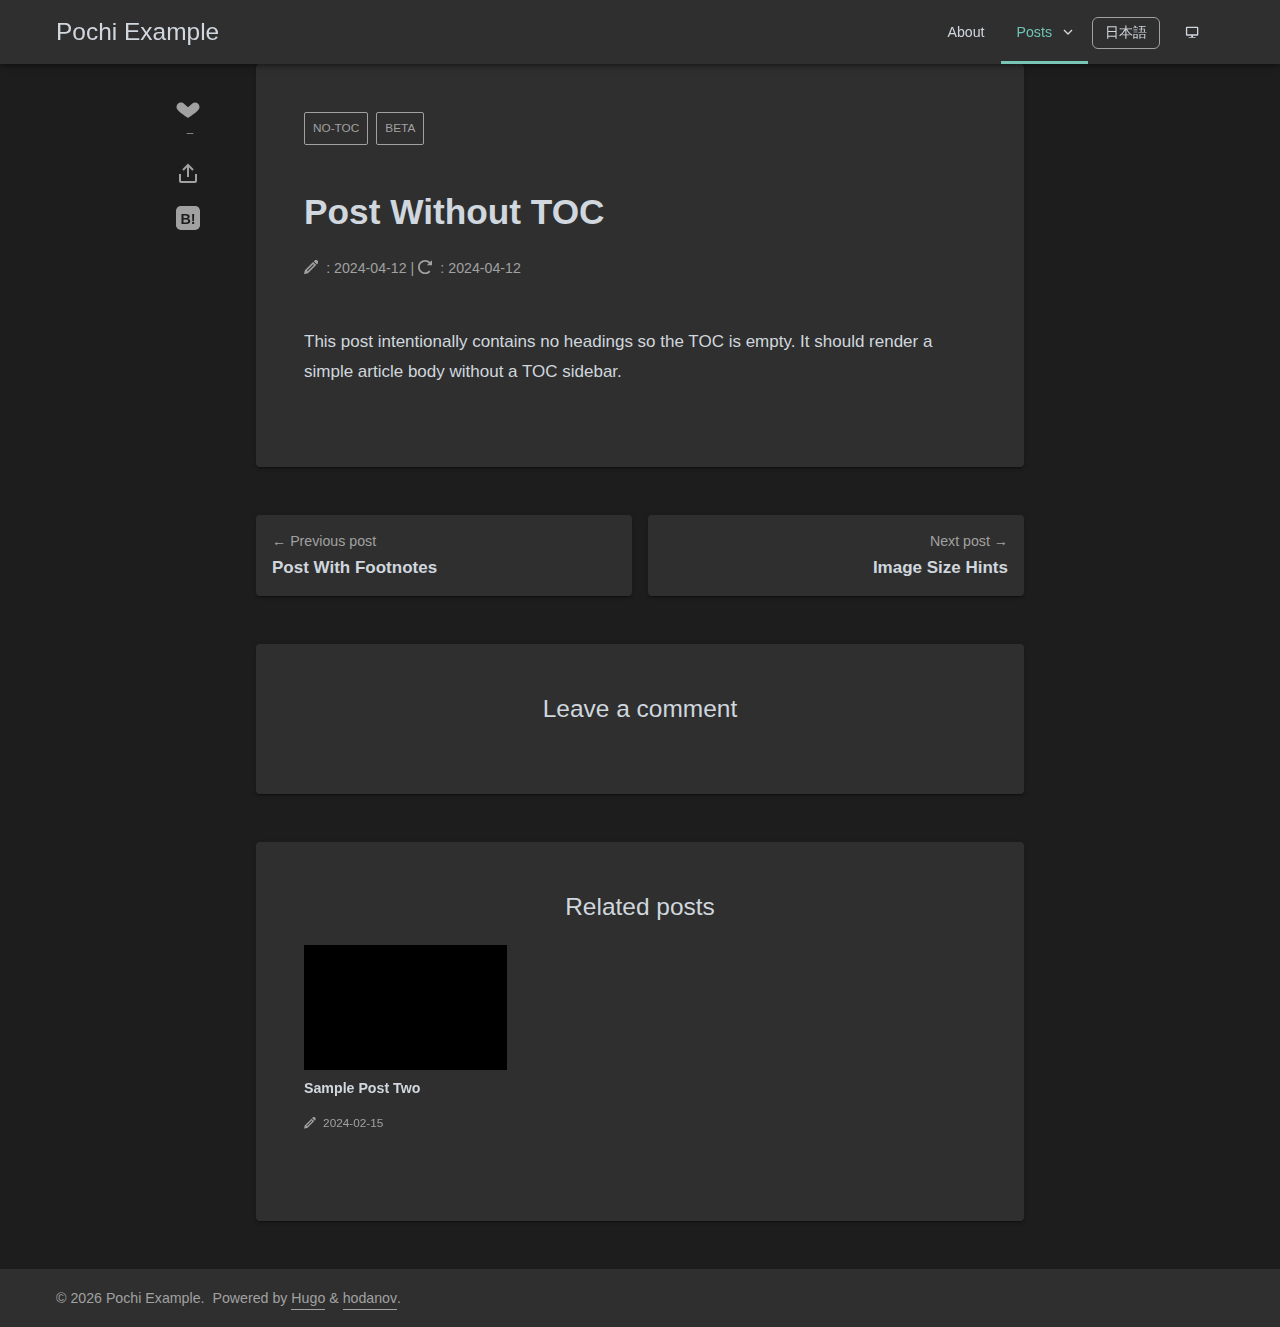 Pochi Example
About
Posts
日本語
–
B!
NO-TOC
BETA
Post Without TOC
: 2024-04-12 | : 2024-04-12
This post intentionally contains no headings so the TOC is empty. It should render a
simple article body without a TOC sidebar.
← Previous post
Post With Footnotes
Next post →
Image Size Hints
Leave a comment
Related posts
Sample Post Two
2024-02-15
© 2026 Pochi Example. Powered by Hugo & hodanov.